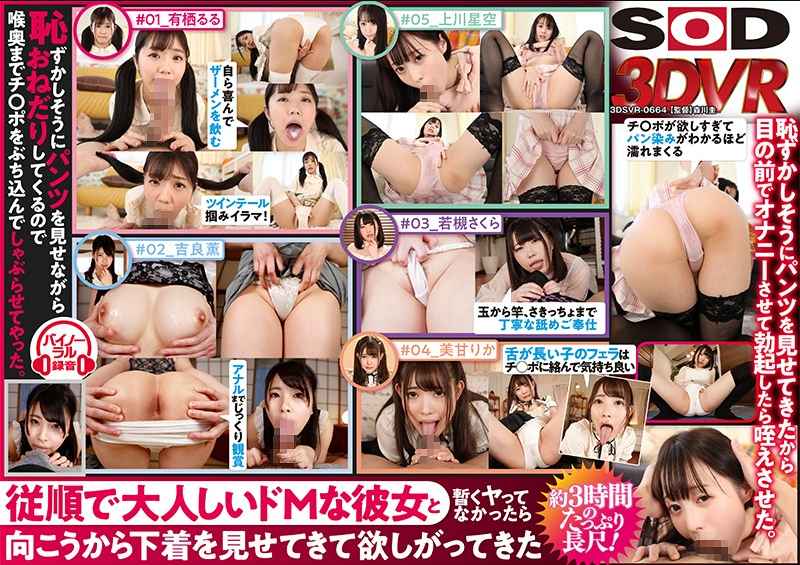 恥ずかしそうにパンツを見せながら
おねだりしてくるので
喉奥までチ〇ポをぶち込んでしゃぶらせてやった。
バイノーラル
録音
#01_有栖るる
自ら喜んで
ザーメンを飲む
ツインテール
掴みイラマ!
#02_吉良薫
アナルまでじっくり観賞
#05_上川星空
#03_若槻さくら
玉から竿、さきっちょまで
丁寧な舐めご奉仕
#04_美甘りか
舌が長い子のフェラは
チ〇ポに絡んで気持ち良い
SOD
3DVR
3DSVR-0664【監督】森川圭
チ〇ポが欲しすぎて
パン染みがわかるほど
濡れまくる
恥ずかしそうにパンツを見せてきたから
目の前でオナニーさせて勃起したら咥えさせた。
従順で大人しいドMな彼女と
暫くヤって
なかったら
向こうから下着を見せてきて欲しがってきた
約3時間
の
たっぷり
長尺!